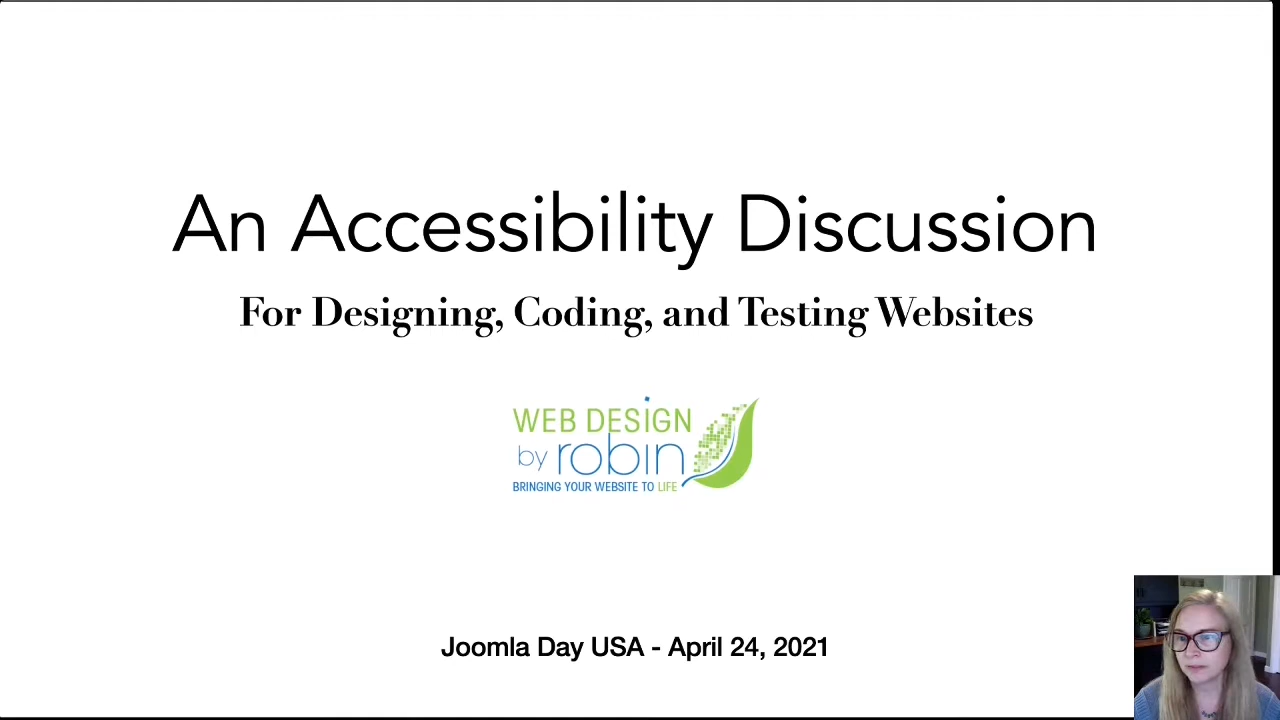 An Accessibility Discussion
For Designing, Coding, and Testing Websites
WEB DESIGN
by robin
BRINGING YOUR WEBSITE TO LIFE
Joomla Day USA - April 24, 2021